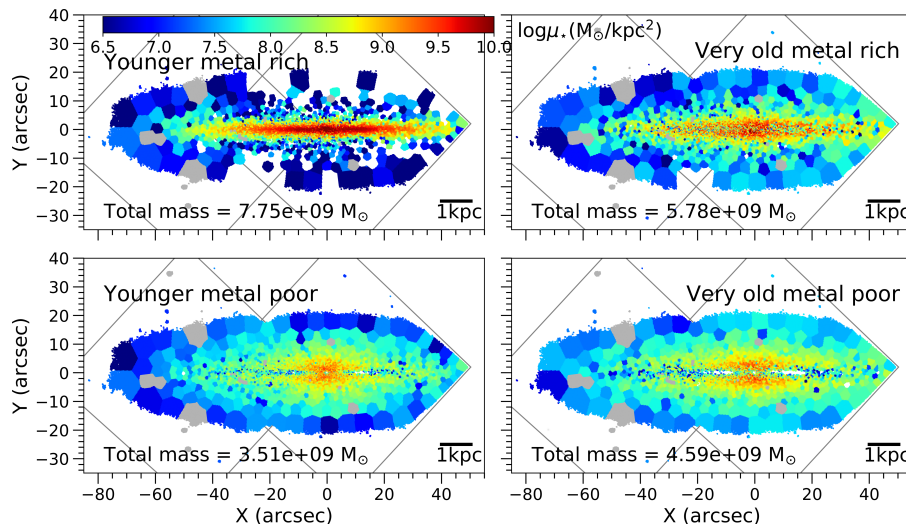 6.5 7.0 7.5 8.0 8.5 9.0 9.5 10.0
logμ⋆(M⊙/kpc²)
40
30
20
10
0
−10
−20
−30
Y (arcsec)
Younger metal rich
Total mass = 7.75e+09 M⊙
1kpc
Very old metal rich
Total mass = 5.78e+09 M⊙
1kpc
40
30
20
10
0
−10
−20
−30
Y (arcsec)
Younger metal poor
Total mass = 3.51e+09 M⊙
1kpc
Very old metal poor
Total mass = 4.59e+09 M⊙
1kpc
−80 −60 −40 −20 0 20 40
X (arcsec)
−80 −60 −40 −20 0 20 40
X (arcsec)